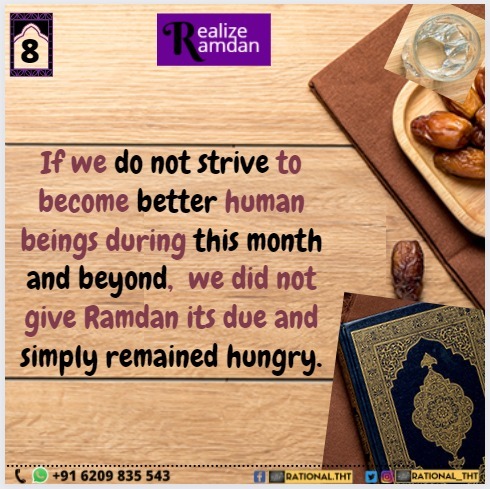 8
Realize
Ramdan
If we do not strive to
become better human
beings during this month
and beyond, we did not
give Ramdan its due and
simply remained hungry.
+91 6209 835 543
RATIONAL.THT
RATIONAL_THT